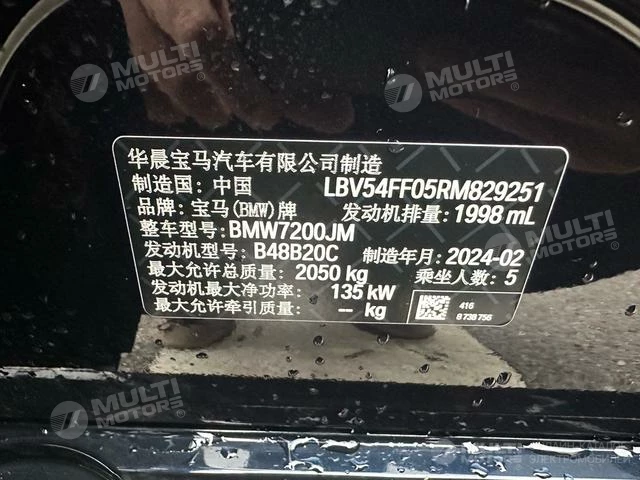 MULTI
MOTORS®
MULTI
MOTORS®
华晨宝马汽车有限公司制造
制造国: 中国 LBV54FF05RM829251
品牌: 宝马(BMW)牌 发动机排量: 1998 mL
整车型号: BMW7200JM
发动机型号: B48B20C 制造年月: 2024-02
最大允许总质量: 2050 kg 乘坐人数: 5
发动机最大净功率: 135 kW
最大允许牵引质量: -- kg
416
8 738 756
MULTI
MOTORS®
MULTI
MOTORS®
ЭЛЕКТРОМОБИЛЕЙ